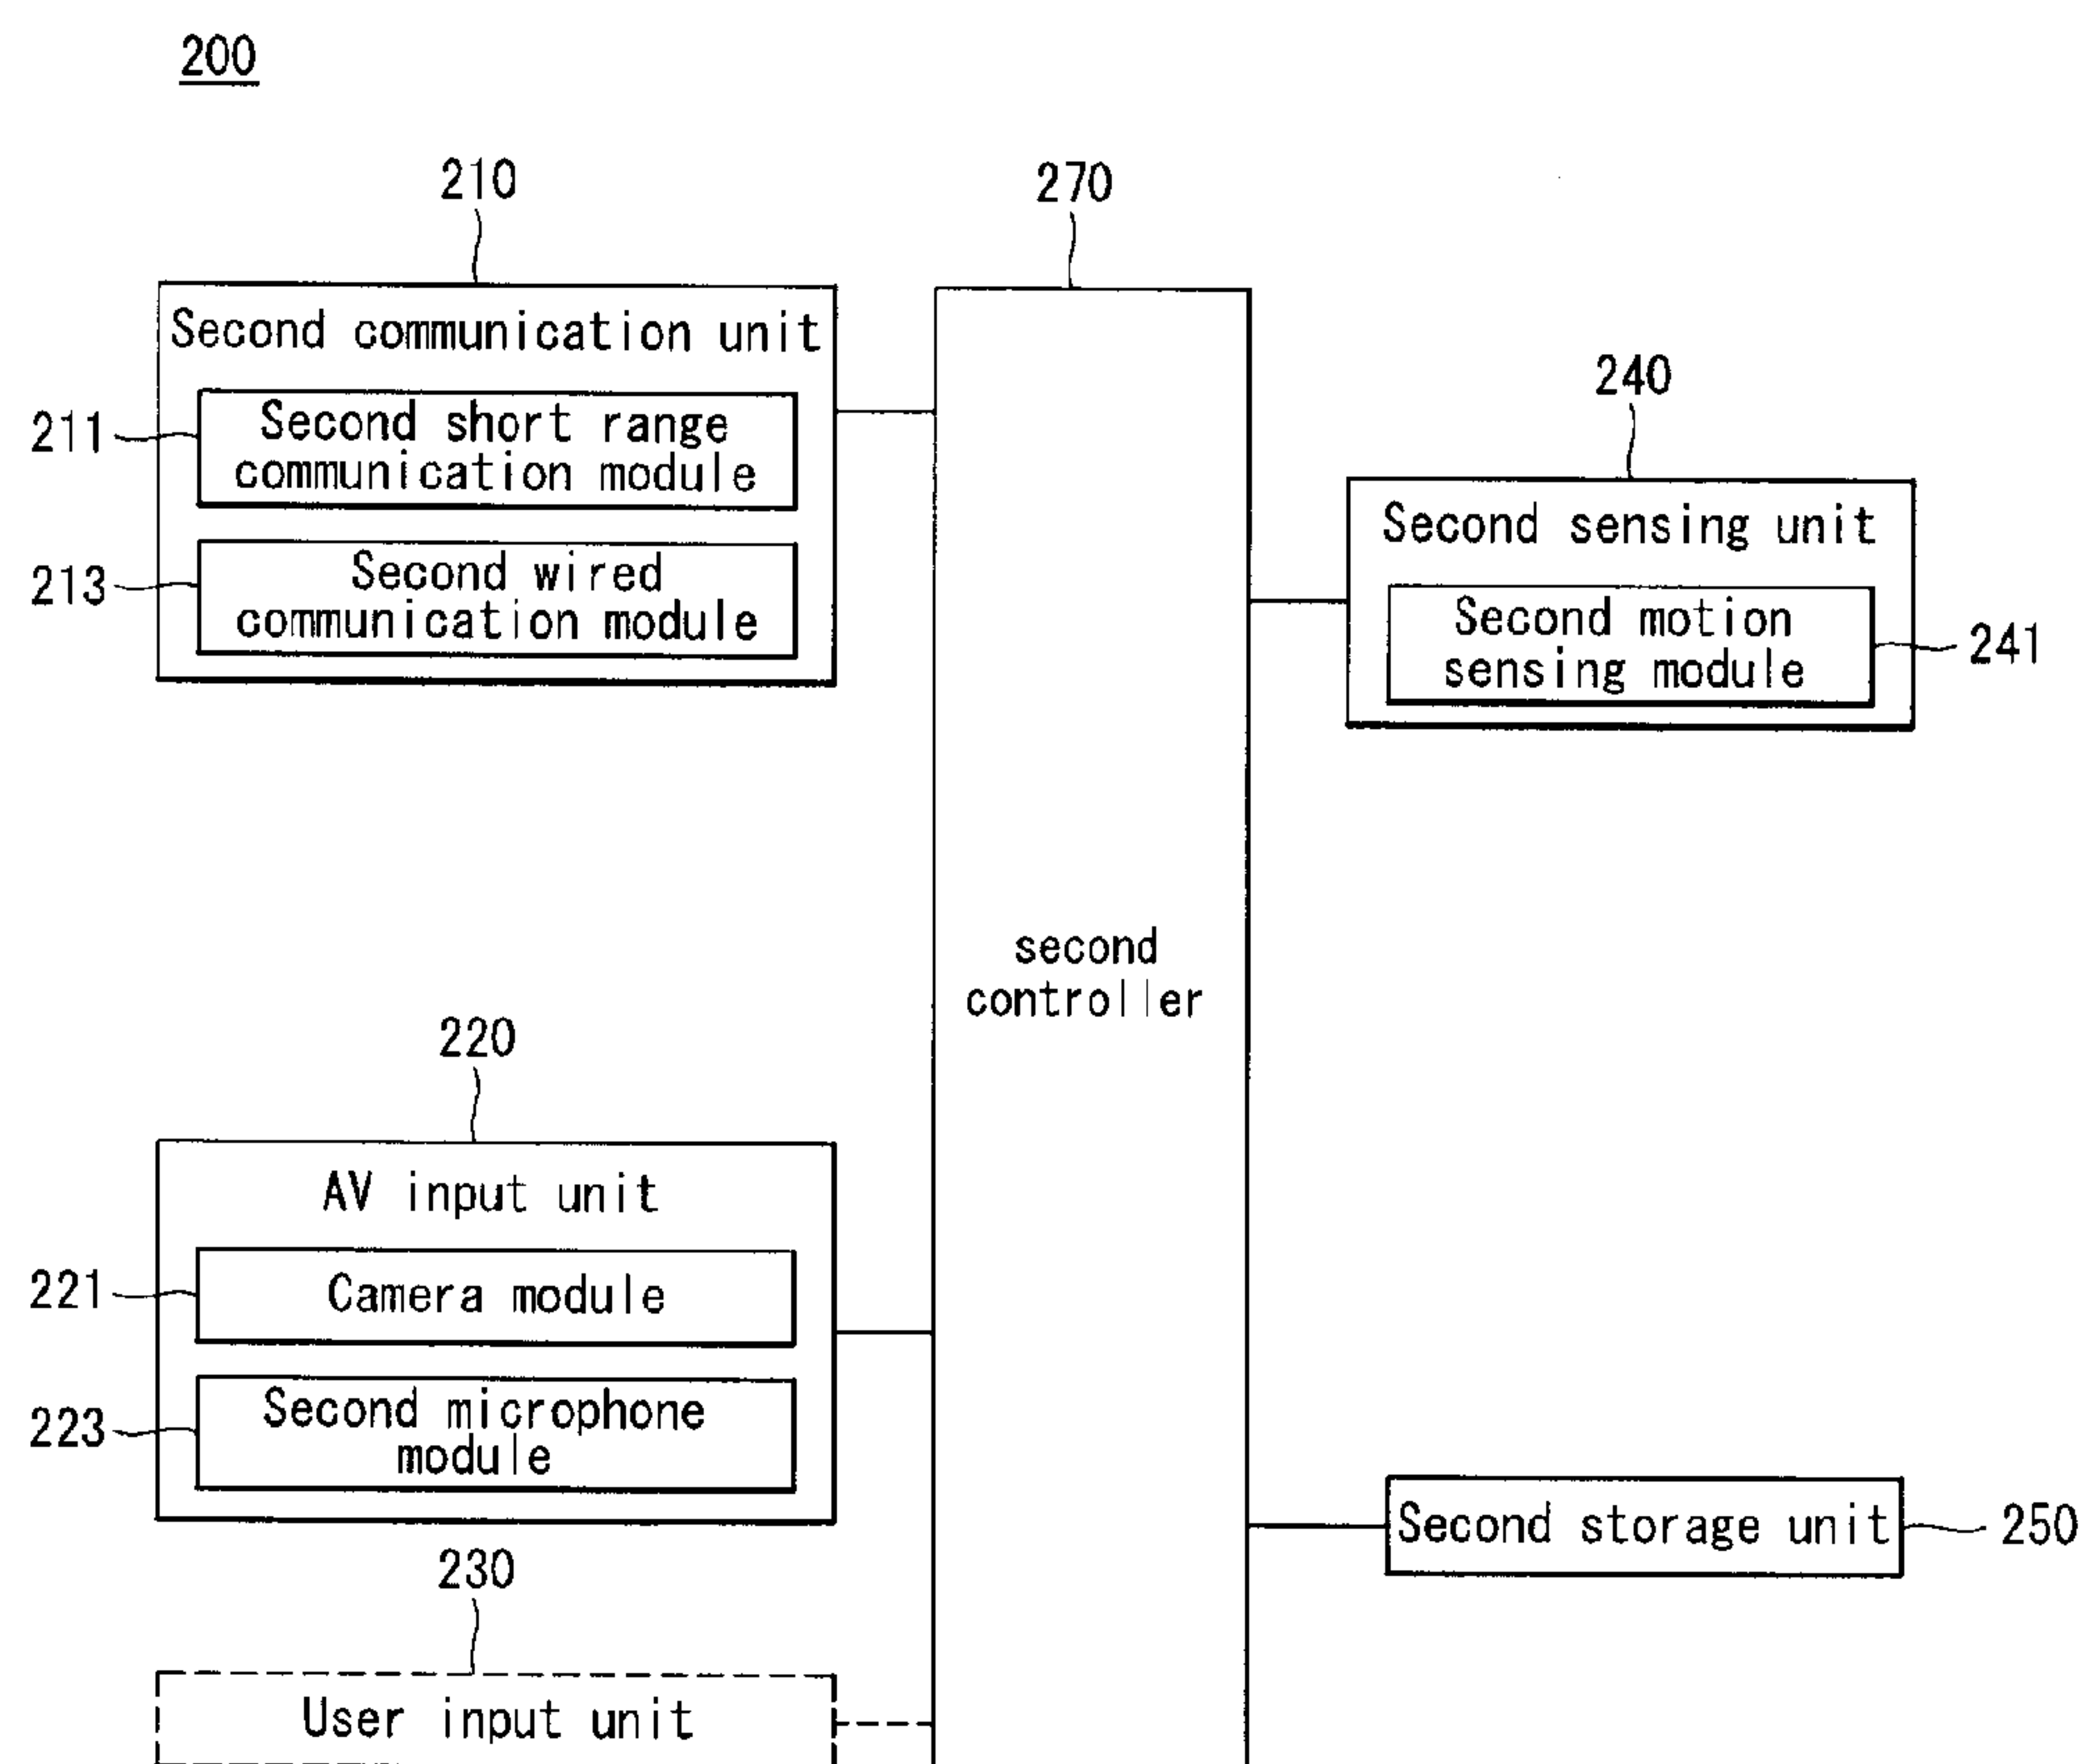 200
210
270
Second communication unit
240
211
Second short range
communication module
Second sensing unit
213
Second wired
communication module
Second motion
sensing module
241
second
controller
220
AV input unit
221
Camera module
223
Second microphone
module
Second storage unit
250
230
User input unit